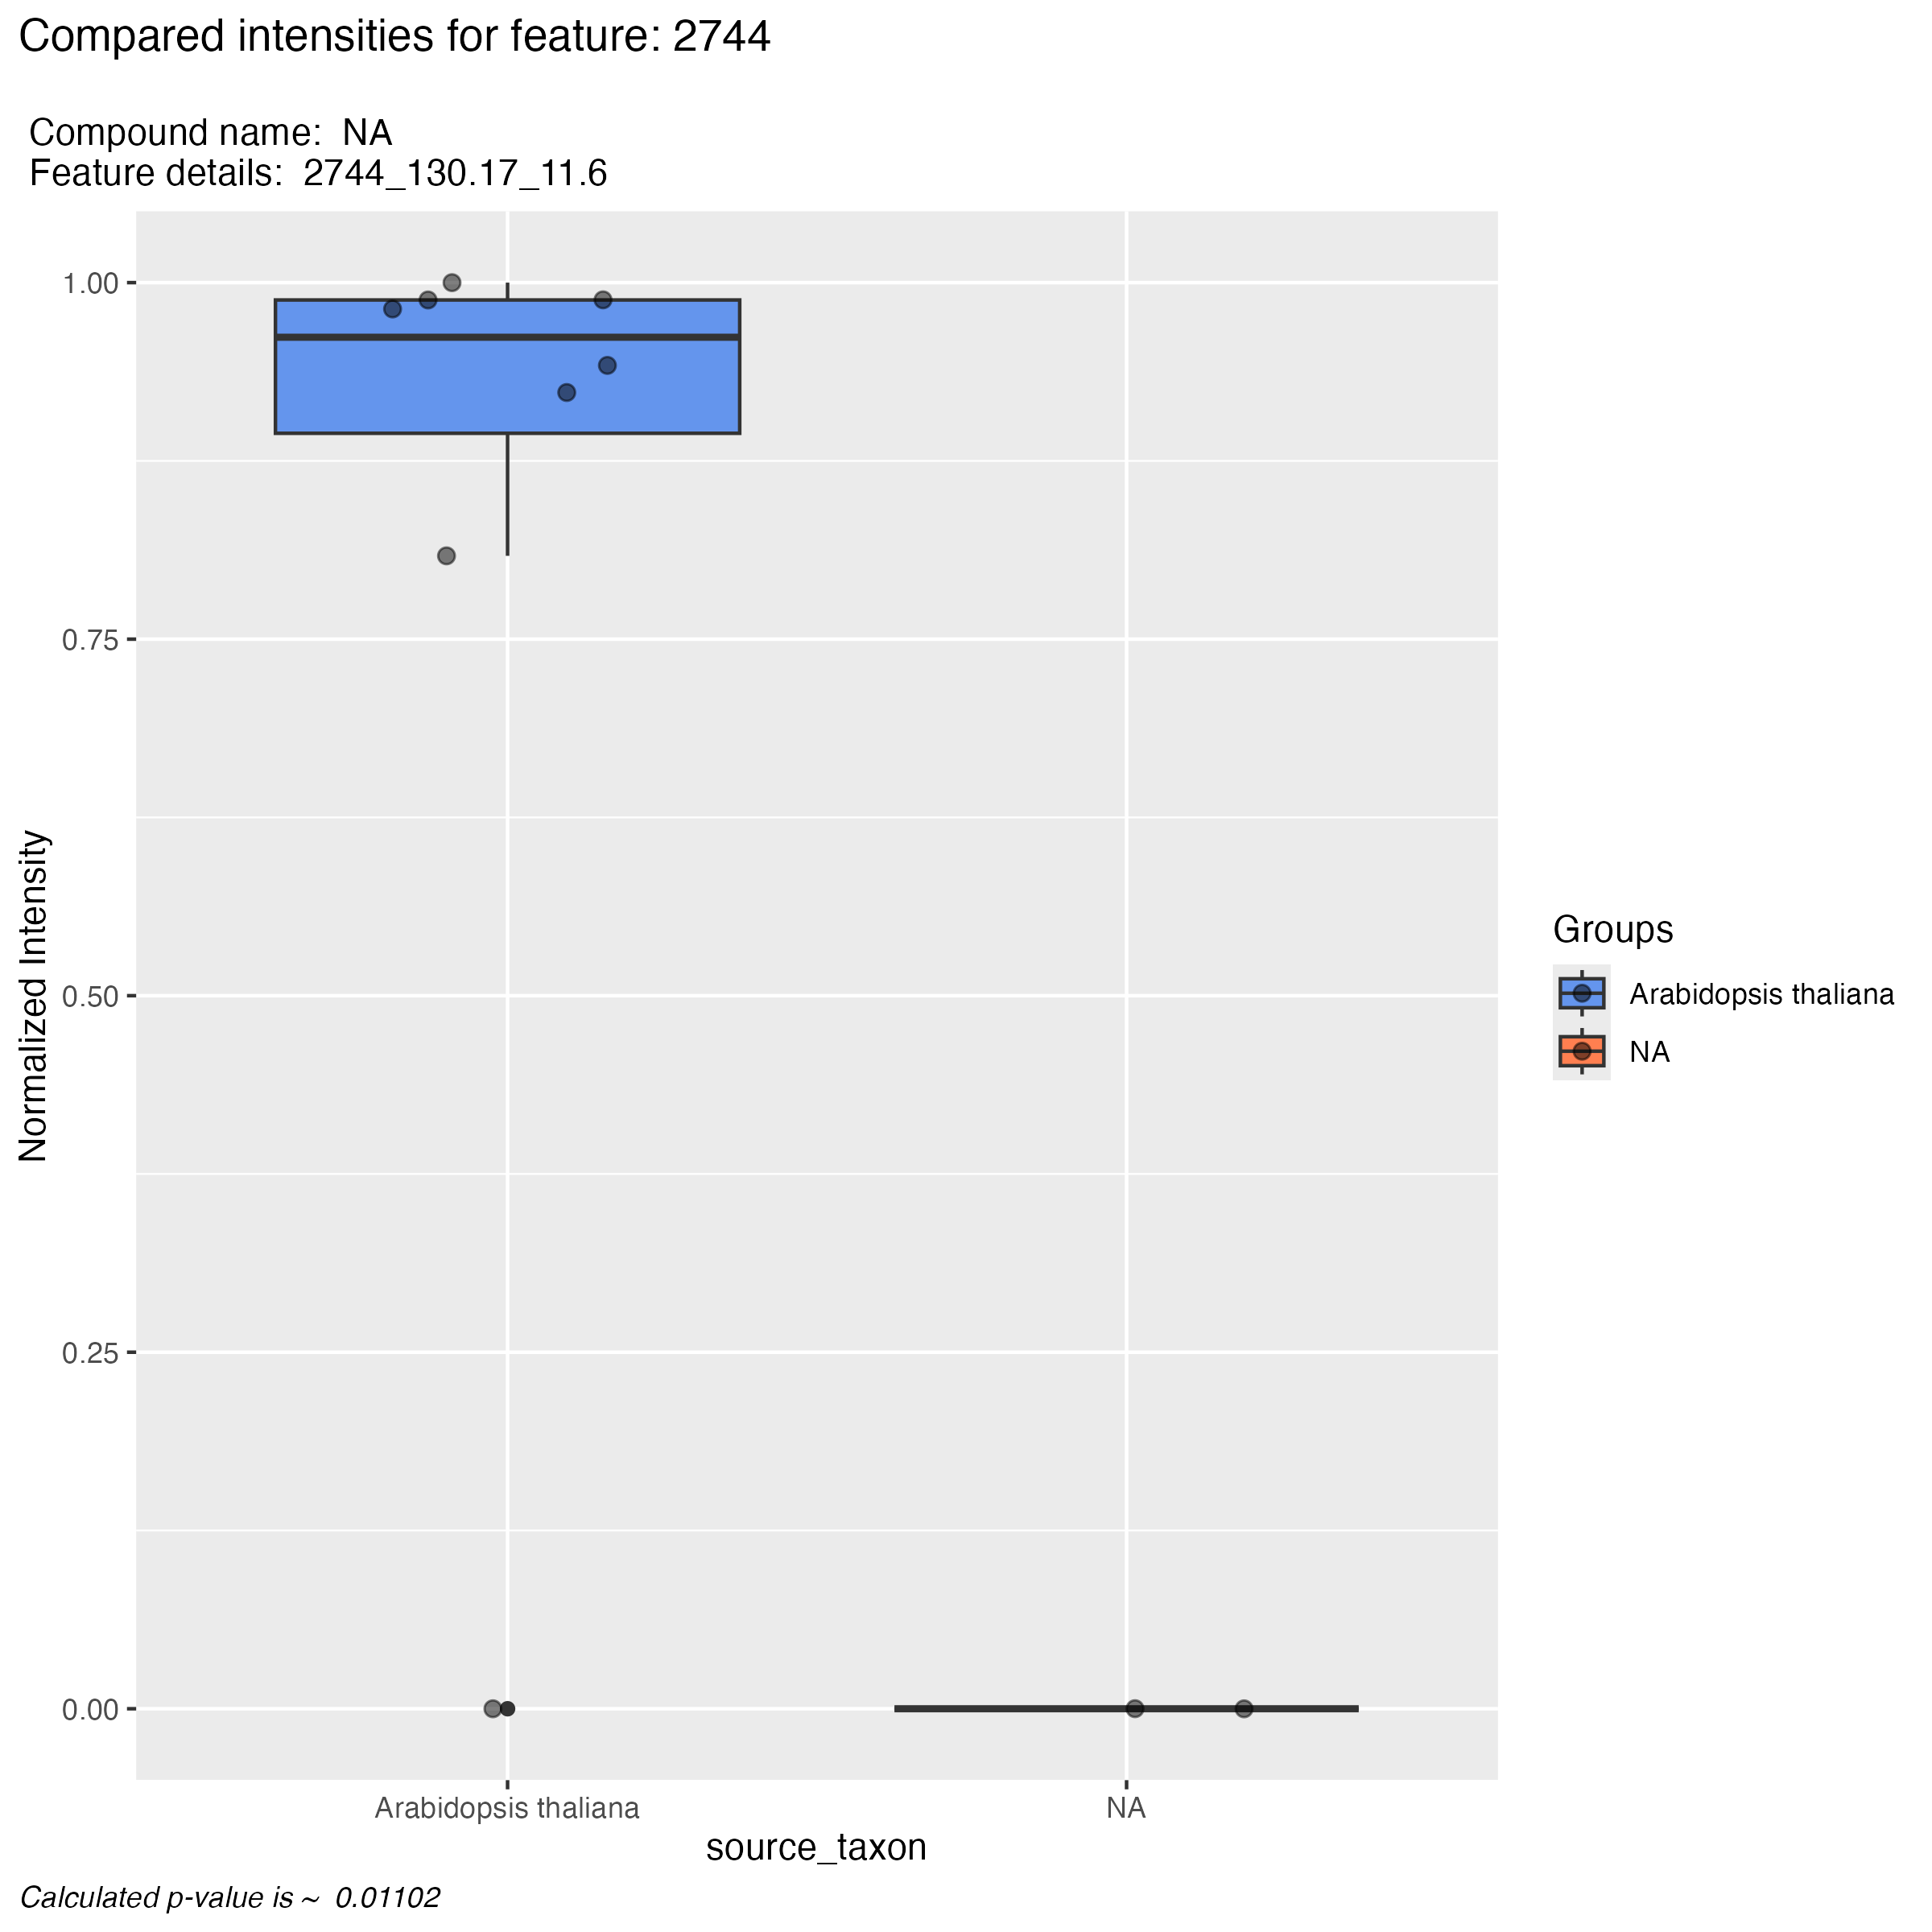 Compared intensities for feature: 2744
Compound name:  NA
Feature details:  2744_130.17_11.6
1.00
0.75
0.50
0.25
0.00
Normalized Intensity
Arabidopsis thaliana
NA
source_taxon
Groups
Arabidopsis thaliana
NA
Calculated p-value is ~  0.01102